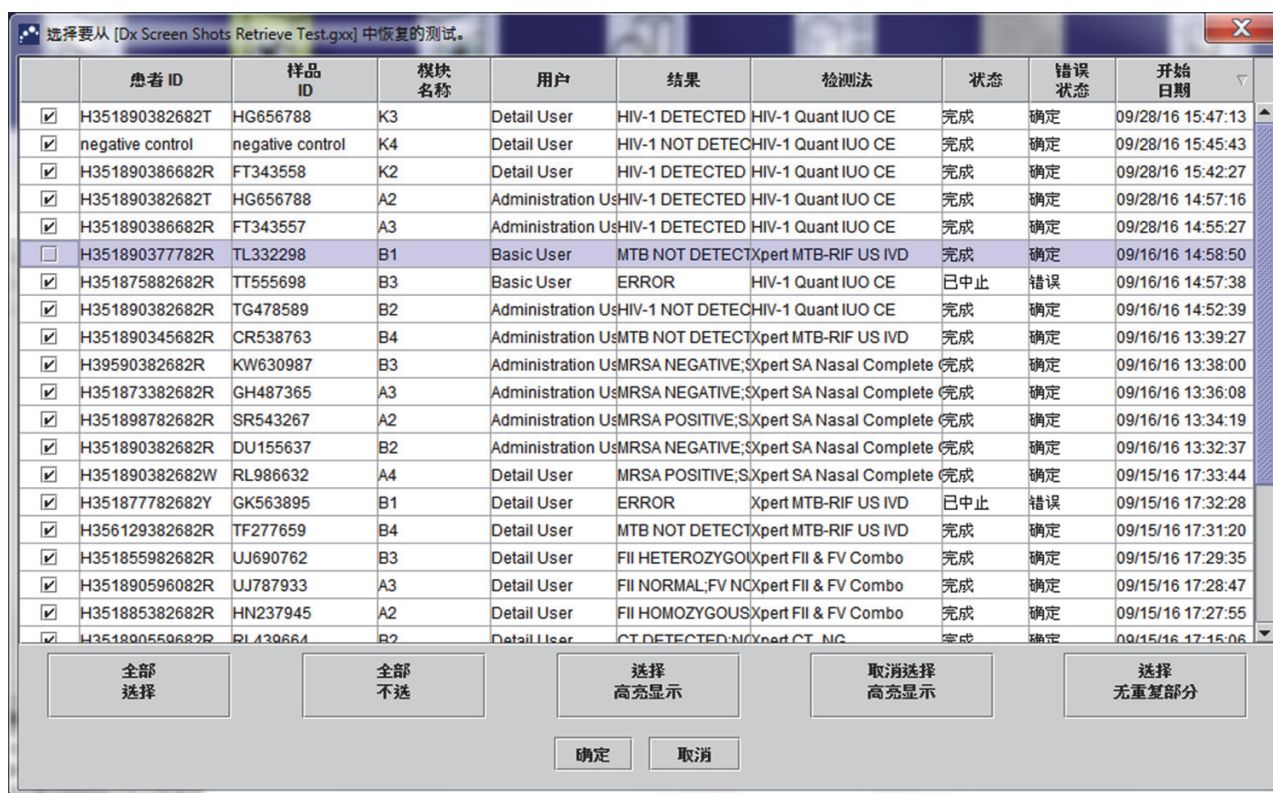 选择要从 [Dx Screen Shots Retrieve Test.gxx] 中恢复的测试。
患者 ID 样品 ID 模块 名称 用户 结果 检测法 状态 错误 状态 开始 日期
H351890382682T HG656788 K3 Detail User HIV-1 DETECTED HIV-1 Quant IUO CE 完成 确定 09/28/16 15:47:13
negative control negative control K4 Detail User HIV-1 NOT DETEC HIV-1 Quant IUO CE 完成 确定 09/28/16 15:45:43
H351890386682R FT343558 K2 Detail User HIV-1 DETECTED HIV-1 Quant IUO CE 完成 确定 09/28/16 15:42:27
H351890382682T HG656788 A2 Administration Us HIV-1 DETECTED HIV-1 Quant IUO CE 完成 确定 09/28/16 14:57:16
H351890386682R FT343557 A3 Administration Us HIV-1 DETECTED HIV-1 Quant IUO CE 完成 确定 09/28/16 14:55:27
H351890377782R TL332298 B1 Basic User MTB NOT DETECT Xpert MTB-RIF US IVD 完成 确定 09/16/16 14:58:50
H351875882682R TT555698 B3 Basic User ERROR HIV-1 Quant IUO CE 已中止 错误 09/16/16 14:57:38
H351890382682R TG478589 B2 Administration Us HIV-1 NOT DETEC HIV-1 Quant IUO CE 完成 确定 09/16/16 14:52:39
H351890345682R CR538763 B4 Administration Us MTB NOT DETECT Xpert MTB-RIF US IVD 完成 确定 09/16/16 13:39:27
H39590382682R KW630987 B3 Administration Us MRSA NEGATIVE; Xpert SA Nasal Complete 完成 确定 09/16/16 13:38:00
H351873382682R GH487365 A3 Administration Us MRSA NEGATIVE; Xpert SA Nasal Complete 完成 确定 09/16/16 13:36:08
H351898782682R SR543267 A2 Administration Us MRSA POSITIVE;S Xpert SA Nasal Complete 完成 确定 09/16/16 13:34:19
H351890382682R DU155637 B2 Administration Us MRSA NEGATIVE; Xpert SA Nasal Complete 完成 确定 09/16/16 13:32:37
H351890382682W RL986632 A4 Detail User MRSA POSITIVE;S Xpert SA Nasal Complete 完成 确定 09/15/16 17:33:44
H351877782682Y GK563895 B1 Detail User ERROR Xpert MTB-RIF US IVD 已中止 错误 09/15/16 17:32:28
H356129382682R TF277659 B4 Detail User MTB NOT DETECT Xpert MTB-RIF US IVD 完成 确定 09/15/16 17:31:20
H351855982682R UJ690762 B3 Detail User FII HETEROZYGOU Xpert FII & FV Combo 完成 确定 09/15/16 17:29:35
H351890596082R UJ787933 A3 Detail User FII NORMAL;FV NO Xpert FII & FV Combo 完成 确定 09/15/16 17:28:47
H351885382682R HN237945 A2 Detail User FII HOMOZYGOUS Xpert FII & FV Combo 完成 确定 09/15/16 17:27:55
H351890559682R RL439664 B2 Detail User CT DETECTED;N Xpert CT_NG 完成 确定 09/15/16 17:15:06
全部 选择 全部 不选 选择 高亮显示 取消选择 高亮显示 选择 无重复部分
确定 取消